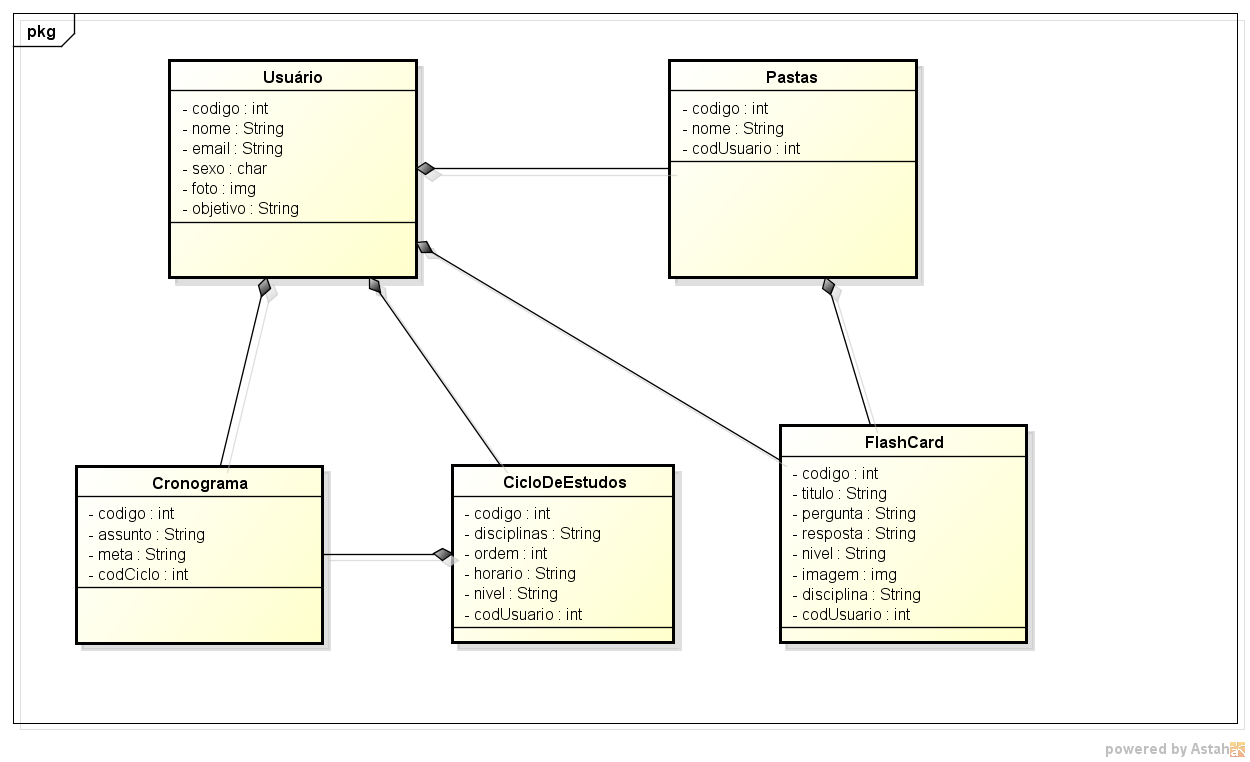 pkg
Usuário
- codigo : int
- nome : String
- email : String
- sexo : char
- foto : img
- objetivo : String
Pastas
- codigo : int
- nome : String
- codUsuario : int
Cronograma
- codigo : int
- assunto : String
- meta : String
- codCiclo : int
CicloDeEstudos
- codigo : int
- disciplinas : String
- ordem : int
- horario : String
- nivel : String
- codUsuario : int
FlashCard
- codigo : int
- titulo : String
- pergunta : String
- resposta : String
- nivel : String
- imagem : img
- disciplina : String
- codUsuario : int
powered by Astah